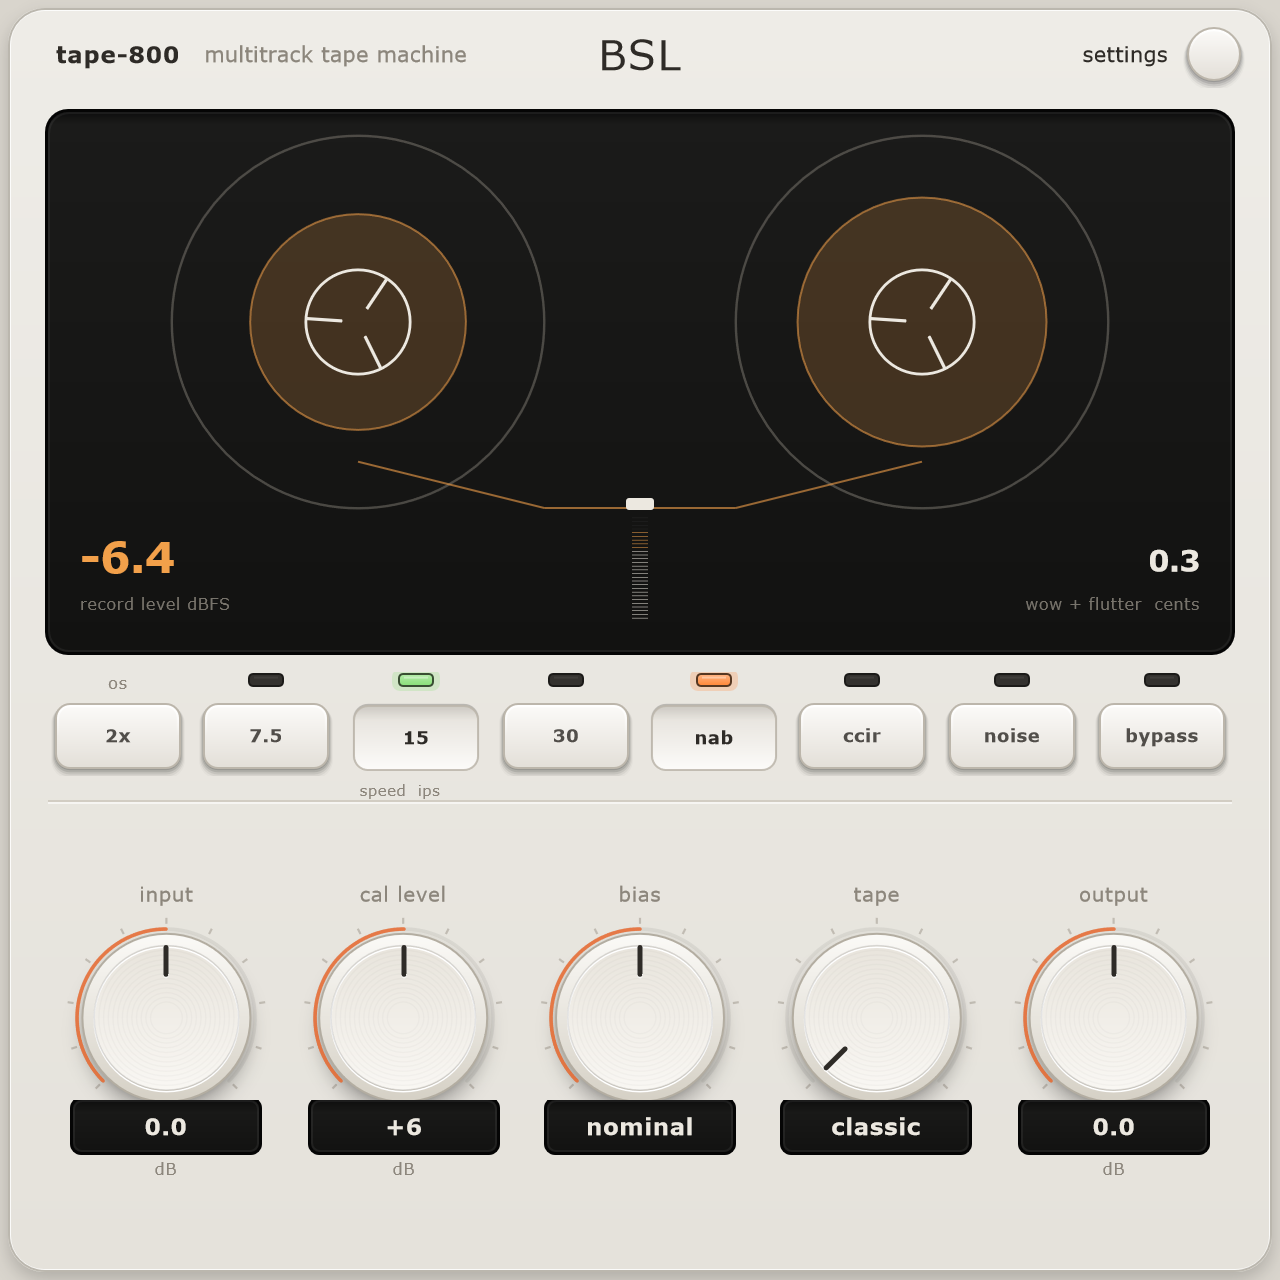 tape-800 multitrack tape machine BSL settings
-6.4 0.3
record level dBFS wow + flutter cents
os
2x 7.5 15 30 nab ccir noise bypass
speed ips
input cal level bias tape output
0.0 +6 nominal classic 0.0
dB dB dB